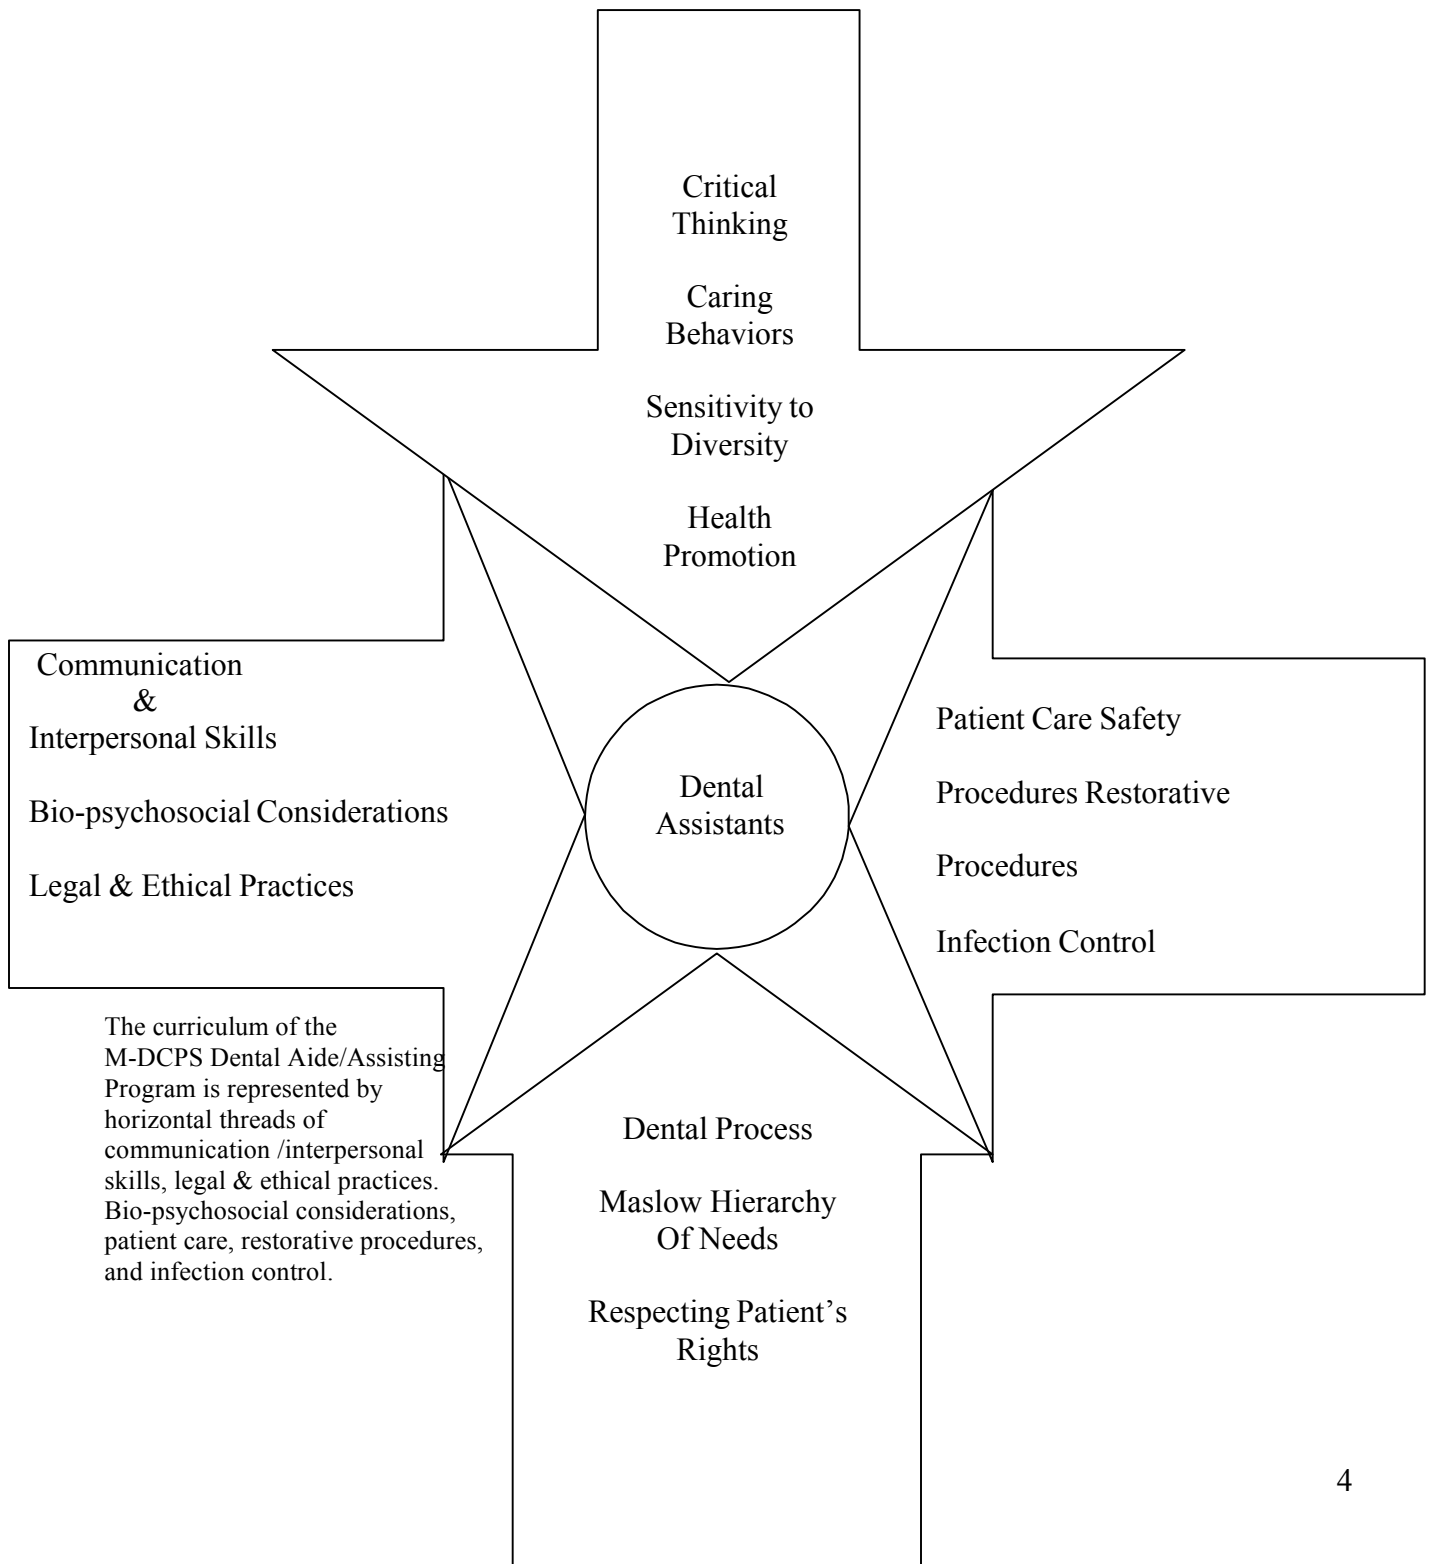 Critical
Thinking
Caring
Behaviors
Sensitivity to
Diversity
Health
Promotion
Communication
&
Interpersonal Skills
Bio-psychosocial Considerations
Legal & Ethical Practices
Dental
Assistants
Patient Care Safety
Procedures Restorative
Procedures
Infection Control
The curriculum of the
M-DCPS Dental Aide/Assisting
Program is represented by
horizontal threads of
communication /interpersonal
skills, legal & ethical practices.
Bio-psychosocial considerations,
patient care, restorative procedures,
and infection control.
Dental Process
Maslow Hierarchy
Of Needs
Respecting Patient’s
Rights
4